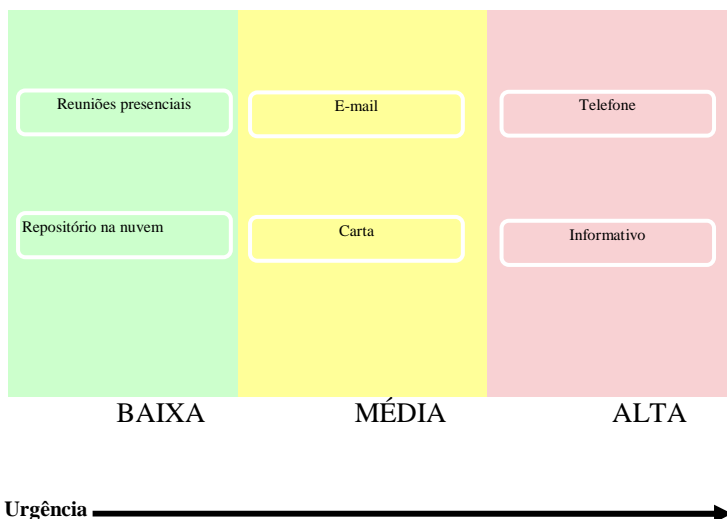 Reuniões presenciais
E-mail
Telefone
Repositório na nuvem
Carta
Informativo
BAIXA
MÉDIA
ALTA
Urgência